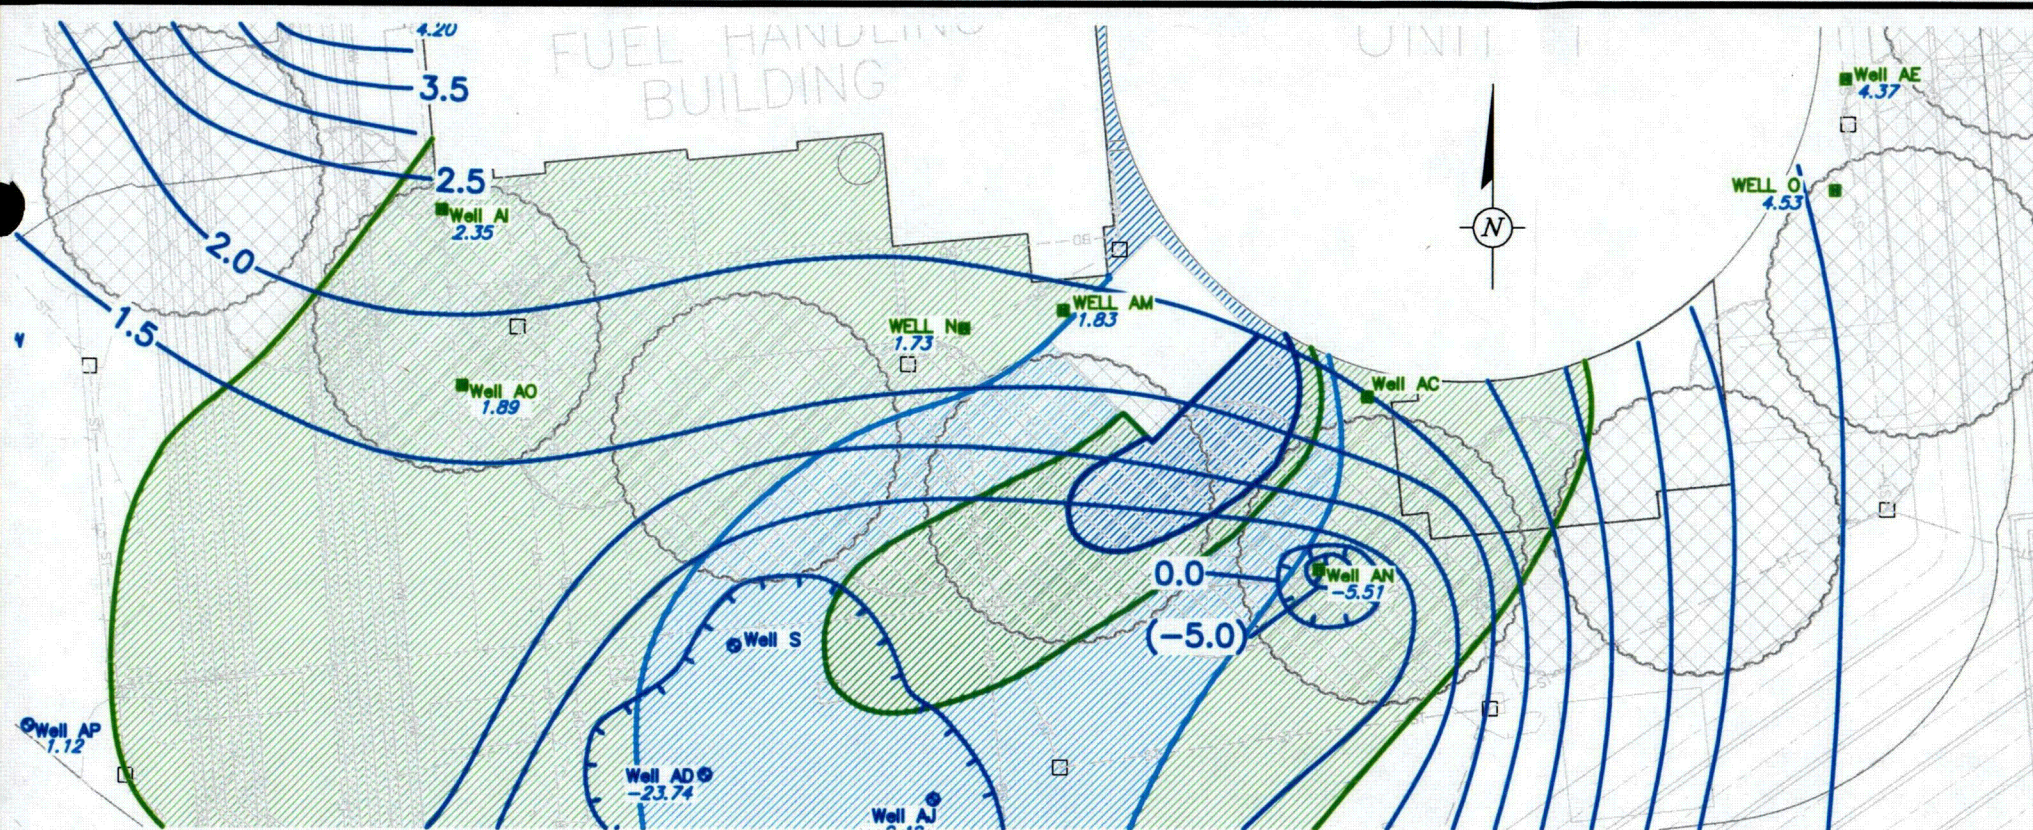 4.20
FUEL HANDLING
BUILDING
UNIT 1
3.5
Well AE
4.37
2.5
WELL O
4.53
Well AI
2.35
2.0
WELL AM
1.83
N
1.5
WELL N
1.73
Well AO
1.89
Well AC
0.0
Well AN
-5.51
(-5.0)
Well S
Well AP
1.12
Well AD
-23.74
Well AJ